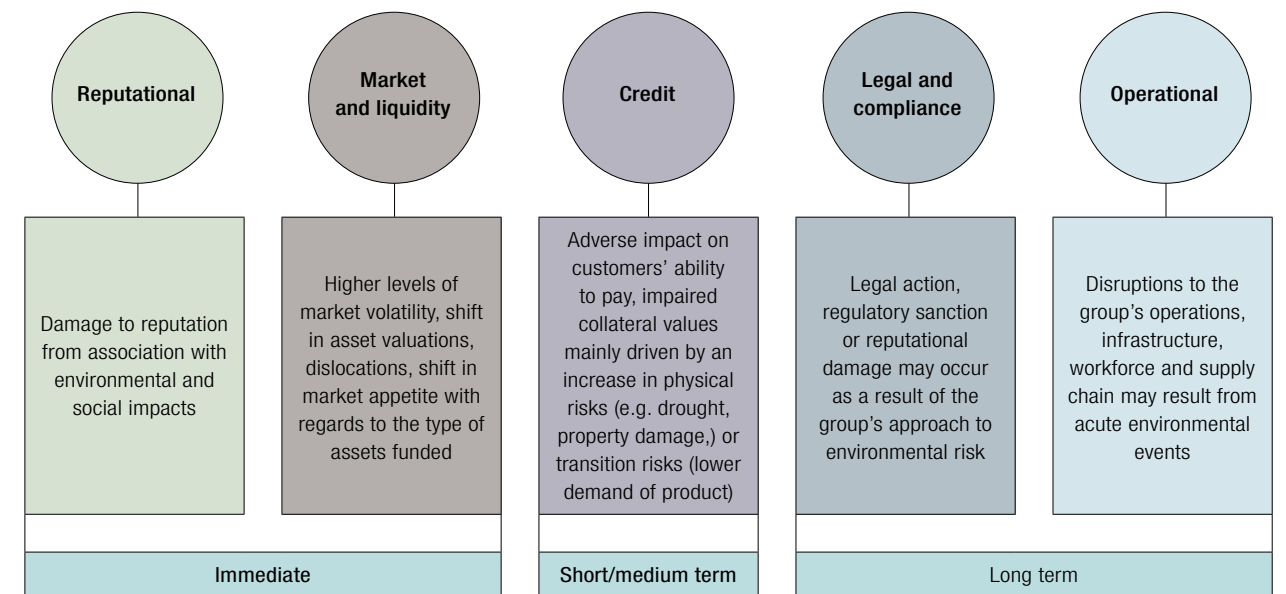 Reputational
Market
and liquidity
Credit
Legal and
compliance
Operational
Damage to reputation
from association with
environmental and
social impacts
Higher levels of
market volatility, shift
in asset valuations,
dislocations, shift in
market appetite with
regards to the type of
assets funded
Adverse impact on
customers’ ability
to pay, impaired
collateral values
mainly driven by an
increase in physical
risks (e.g. drought,
property damage,) or
transition risks (lower
demand of product)
Legal action,
regulatory sanction
or reputational
damage may occur
as a result of the
group’s approach to
environmental risk
Disruptions to the
group’s operations,
infrastructure,
workforce and supply
chain may result from
acute environmental
events
Immediate
Short/medium term
Long term